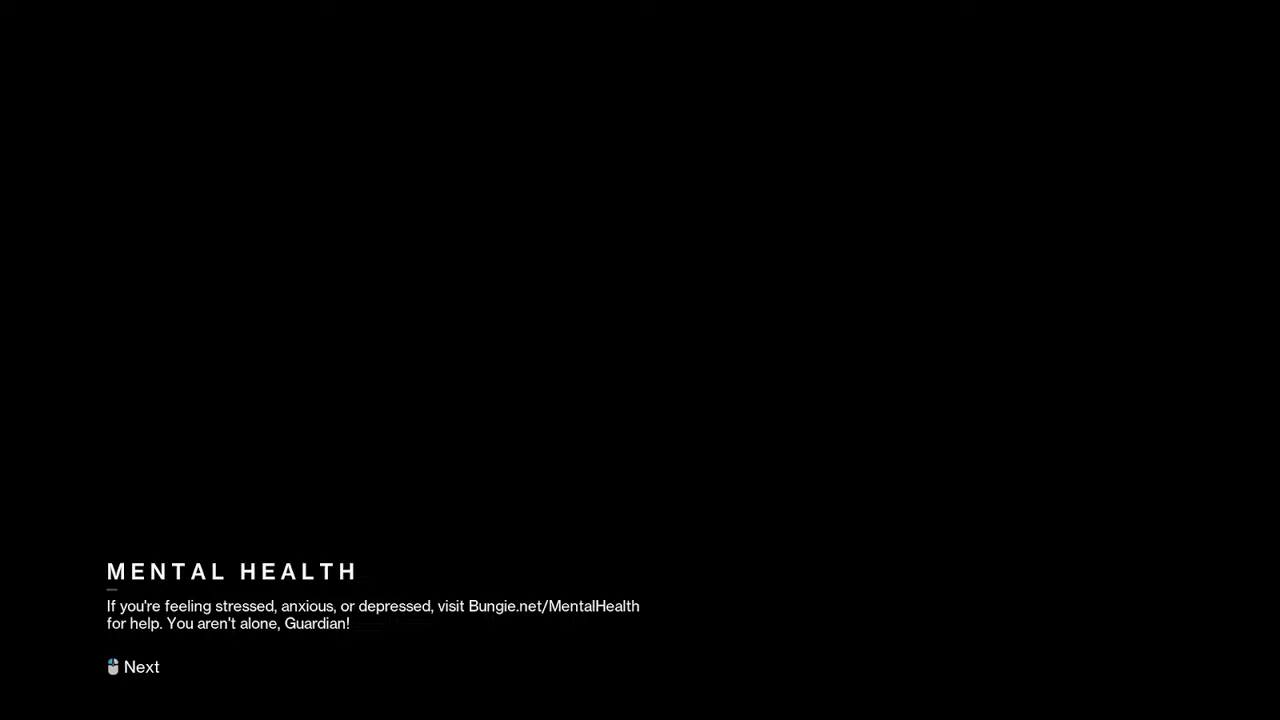 MENTAL HEALTH
If you're feeling stressed, anxious, or depressed, visit Bungie.net/MentalHealth
for help. You aren't alone, Guardian!
Next